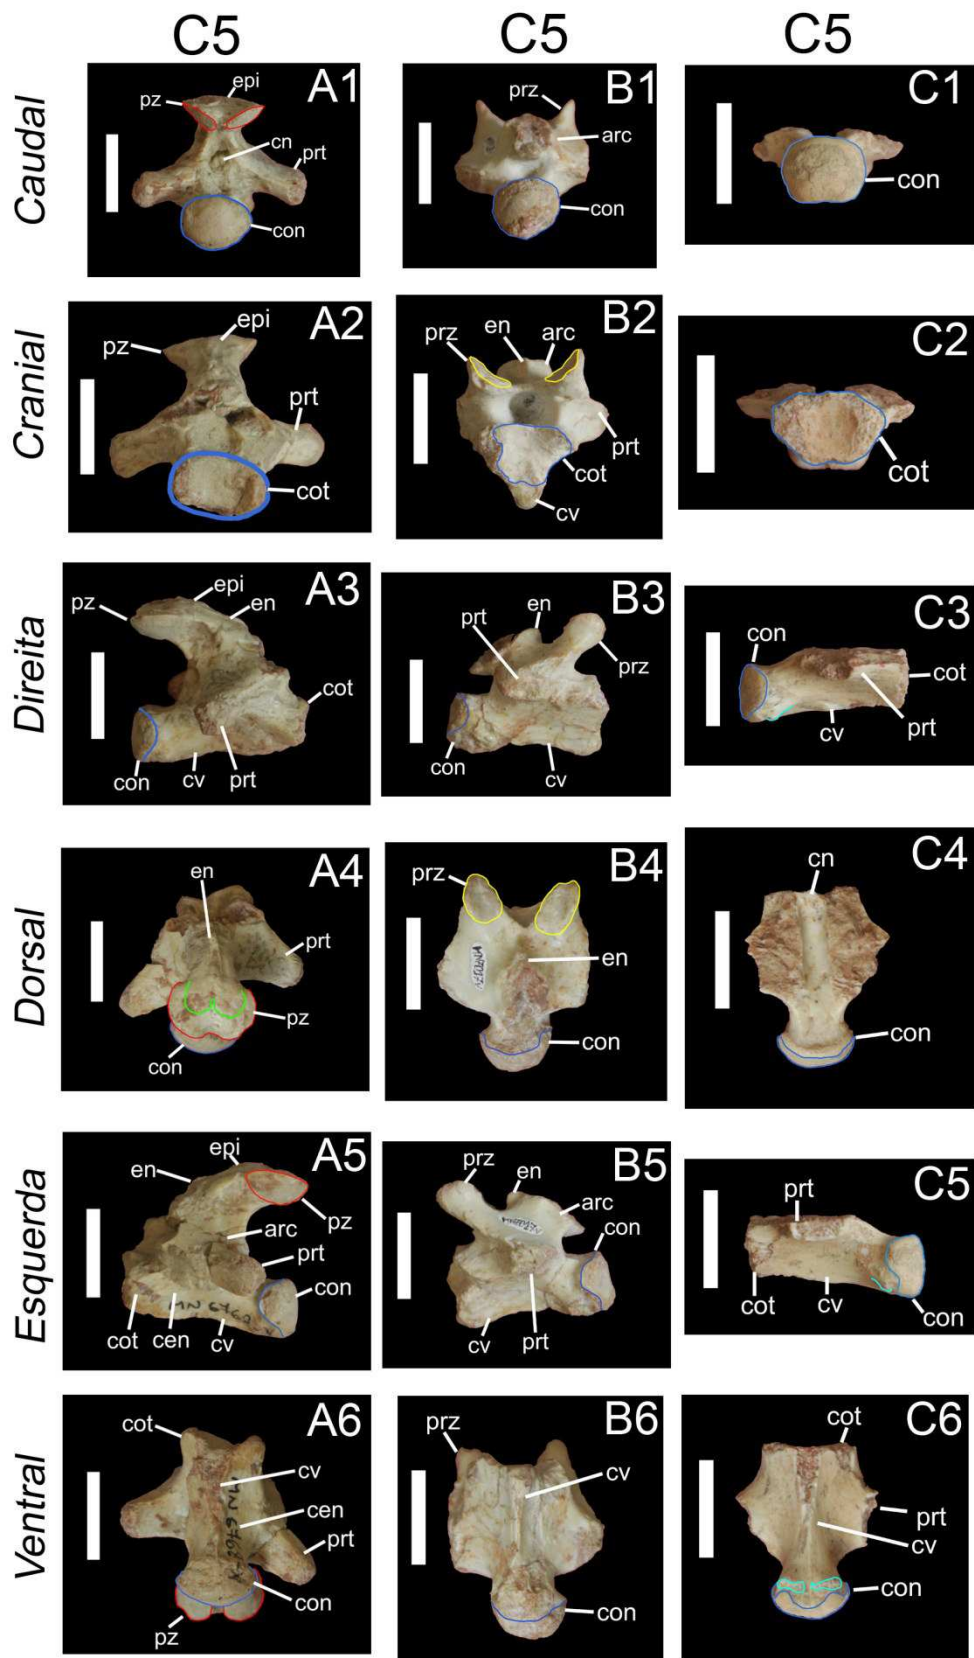 C5 C5 C5
Caudal
A1
epi
pz
cn
prt
con
B1
prz
arc
con
C1
con
Cranial
A2
epi
pz
prt
cot
B2
en arc
prz
prt
cot
cv
C2
cot
Direita
A3
epi
en
pz
cot
con
cv
prt
B3
en
prt
prz
con
cv
C3
con
cot
cv
prt
Dorsal
A4
en
prt
pz
con
B4
prz
en
con
C4
cn
con
Esquerda
A5
epi
en
pz
arc
prt
con
MN 6760
cot cen cv
B5
prz en
arc
con
cv prt
C5
prt
cot cv con
Ventral
A6
cot
cv
cen
prt
con
pz
B6
prz
cv
con
C6
cot
prt
cv
con